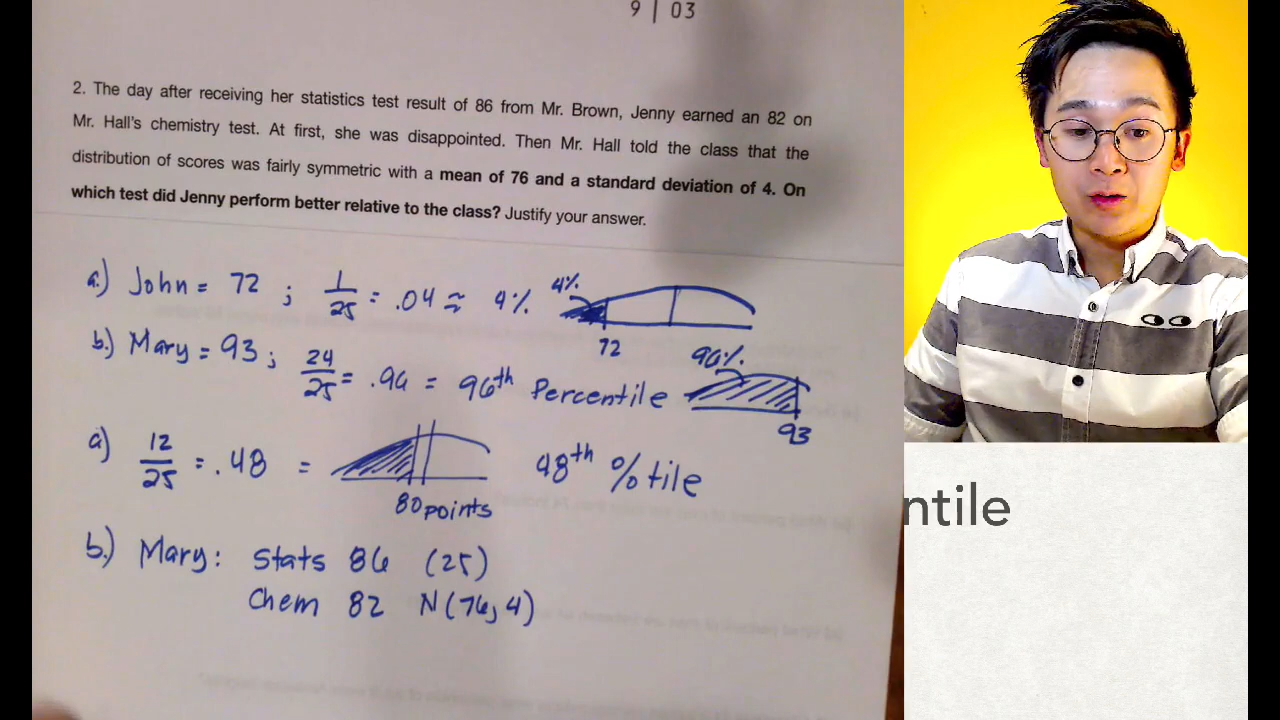 9 | 03
2. The day after receiving her statistics test result of 86 from Mr. Brown, Jenny earned an 82 on
Mr. Hall's chemistry test. At first, she was disappointed. Then Mr. Hall told the class that the
distribution of scores was fairly symmetric with a mean of 76 and a standard deviation of 4. On
which test did Jenny perform better relative to the class? Justify your answer.
a.) John = 72 ; 1/25 = .04 ≈ 4% 4%
72
b.) Mary = 93 ; 24/25 = .96 = 96th Percentile 96%
93
a) 12/25 = .48 = 48th %tile
80 points
b.) Mary: Stats 86 (25)
Chem 82 N(76, 4)
ntile